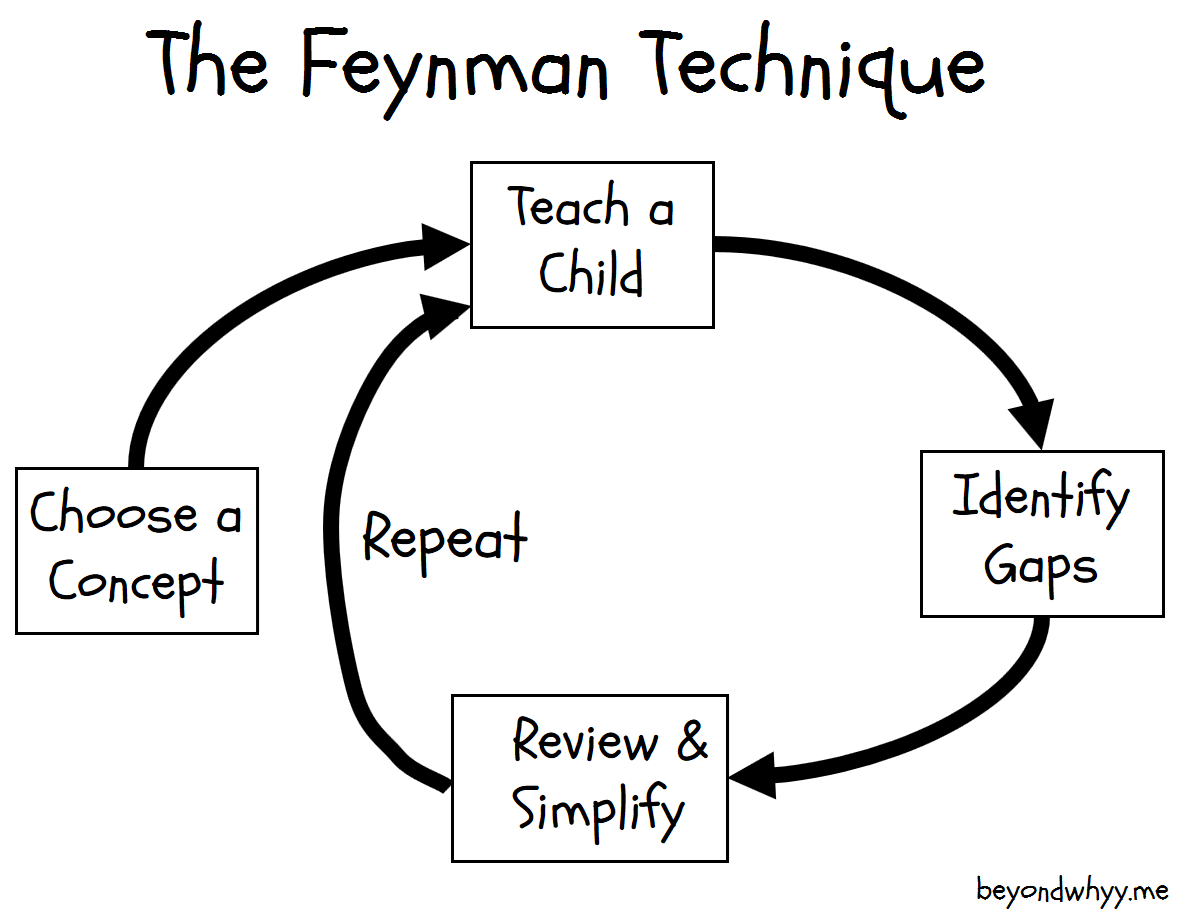 The Feynman Technique
Teach a
Child
Choose a
Concept
Repeat
Identify
Gaps
Review &
Simplify
beyondwhyy.me